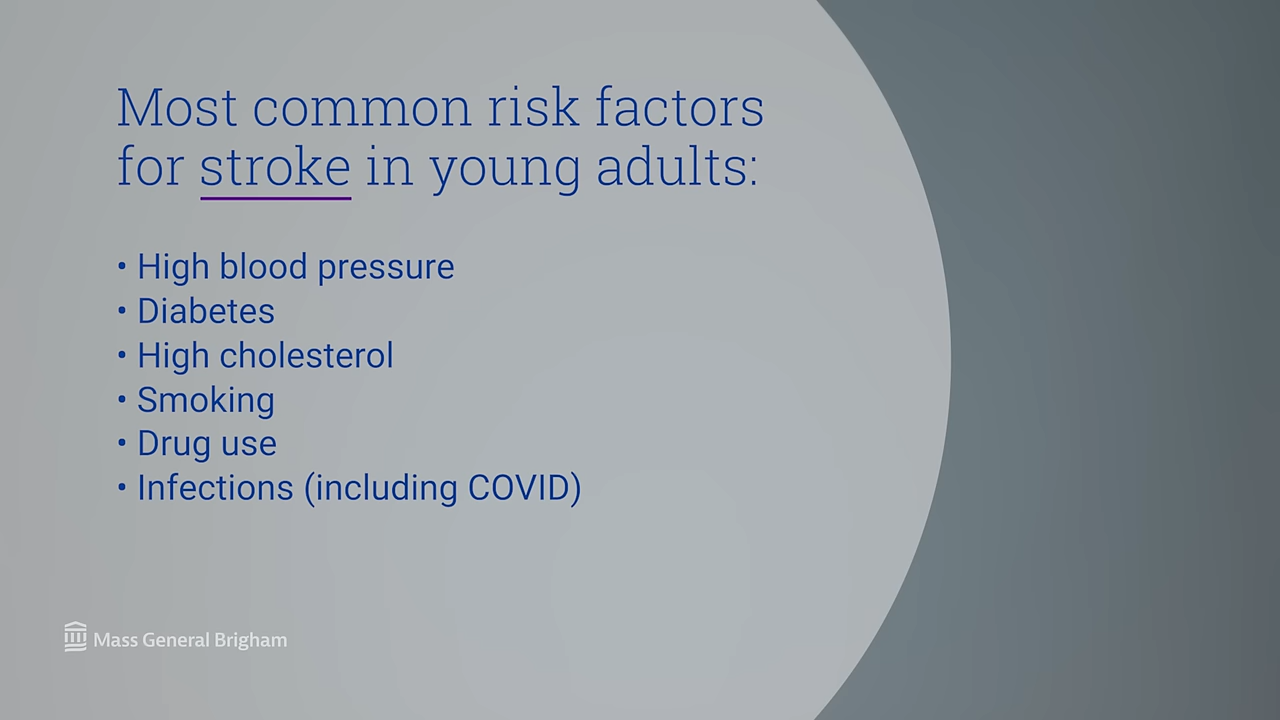 Most common risk factors
for stroke in young adults:
• High blood pressure
• Diabetes
• High cholesterol
• Smoking
• Drug use
• Infections (including COVID)
Mass General Brigham